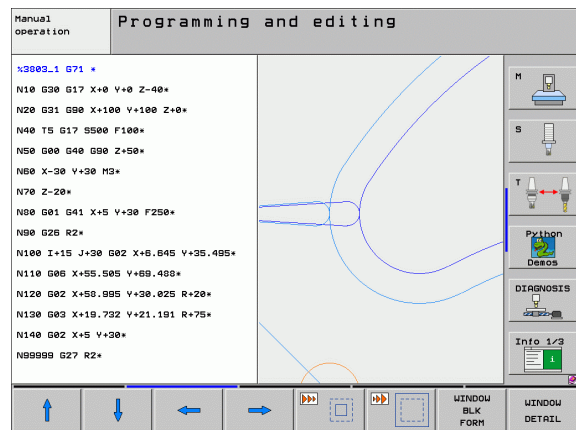 Manual
operation
Programming and editing
%3803_1 G71 *
N10 G30 G17 X+0 Y+0 Z-40*
N20 G31 G90 X+100 Y+100 Z+0*
N40 T5 G17 S500 F100*
N50 G00 G40 G90 Z+50*
N60 X-30 Y+30 M3*
N70 Z-20*
N80 G01 G41 X+5 Y+30 F250*
N90 G26 R2*
N100 I+15 J+30 G02 X+6.645 Y+35.495*
N110 G06 X+55.505 Y+69.488*
N120 G02 X+58.995 Y+30.025 R+20*
N130 G03 X+19.732 Y+21.191 R+75*
N140 G02 X+5 Y+30*
N99999 G27 R2*
M
S
T
Python
Demos
DIAGNOSIS
Info 1/3
i
WINDOW
BLK
FORM
WINDOW
DETAIL